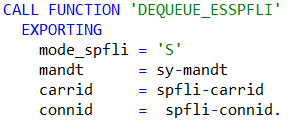 CALL FUNCTION 'DEQUEUE_ESSPFLI'
  EXPORTING
    mode_spfli = 'S'
    mandt      = sy-mandt
    carrid     = spfli-carrid
    connid     =  spfli-connid.